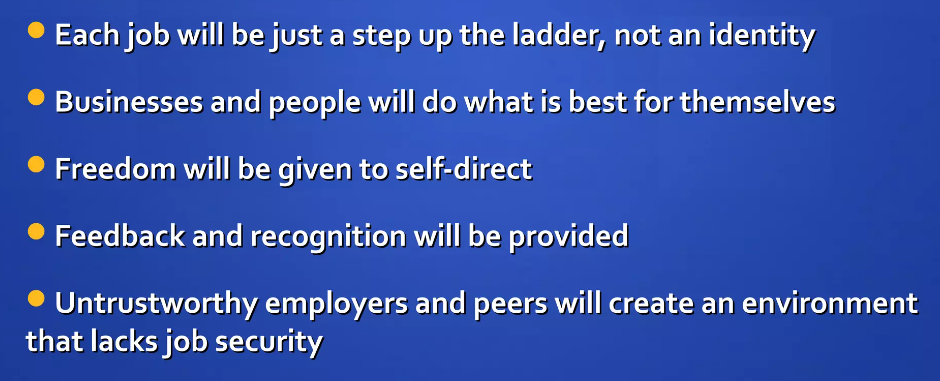 • Each job will be just a step up the ladder, not an identity
• Businesses and people will do what is best for themselves
• Freedom will be given to self-direct
• Feedback and recognition will be provided
• Untrustworthy employers and peers will create an environment
that lacks job security